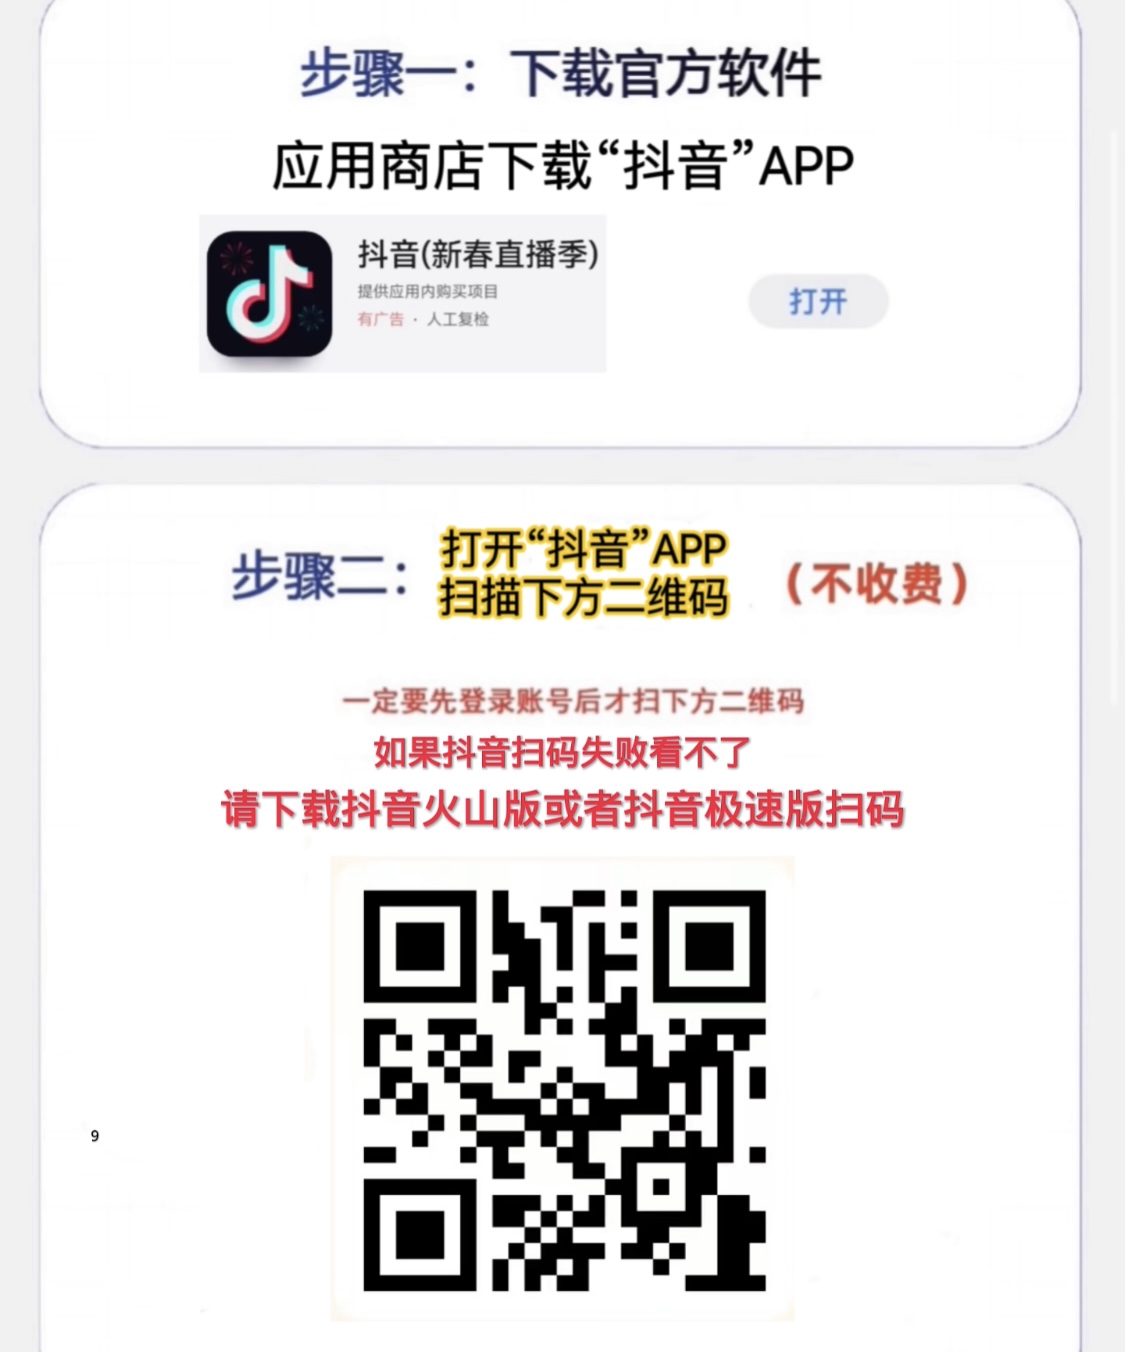 步骤一：下载官方软件
应用商店下载“抖音”APP
抖音(新春直播季)
提供应用内购买项目
有广告 · 人工复检
打开
步骤二：
打开“抖音”APP
扫描下方二维码
（不收费）
一定要先登录账号后才扫下方二维码
如果抖音扫码失败看不了
请下载抖音火山版或者抖音极速版扫码
9